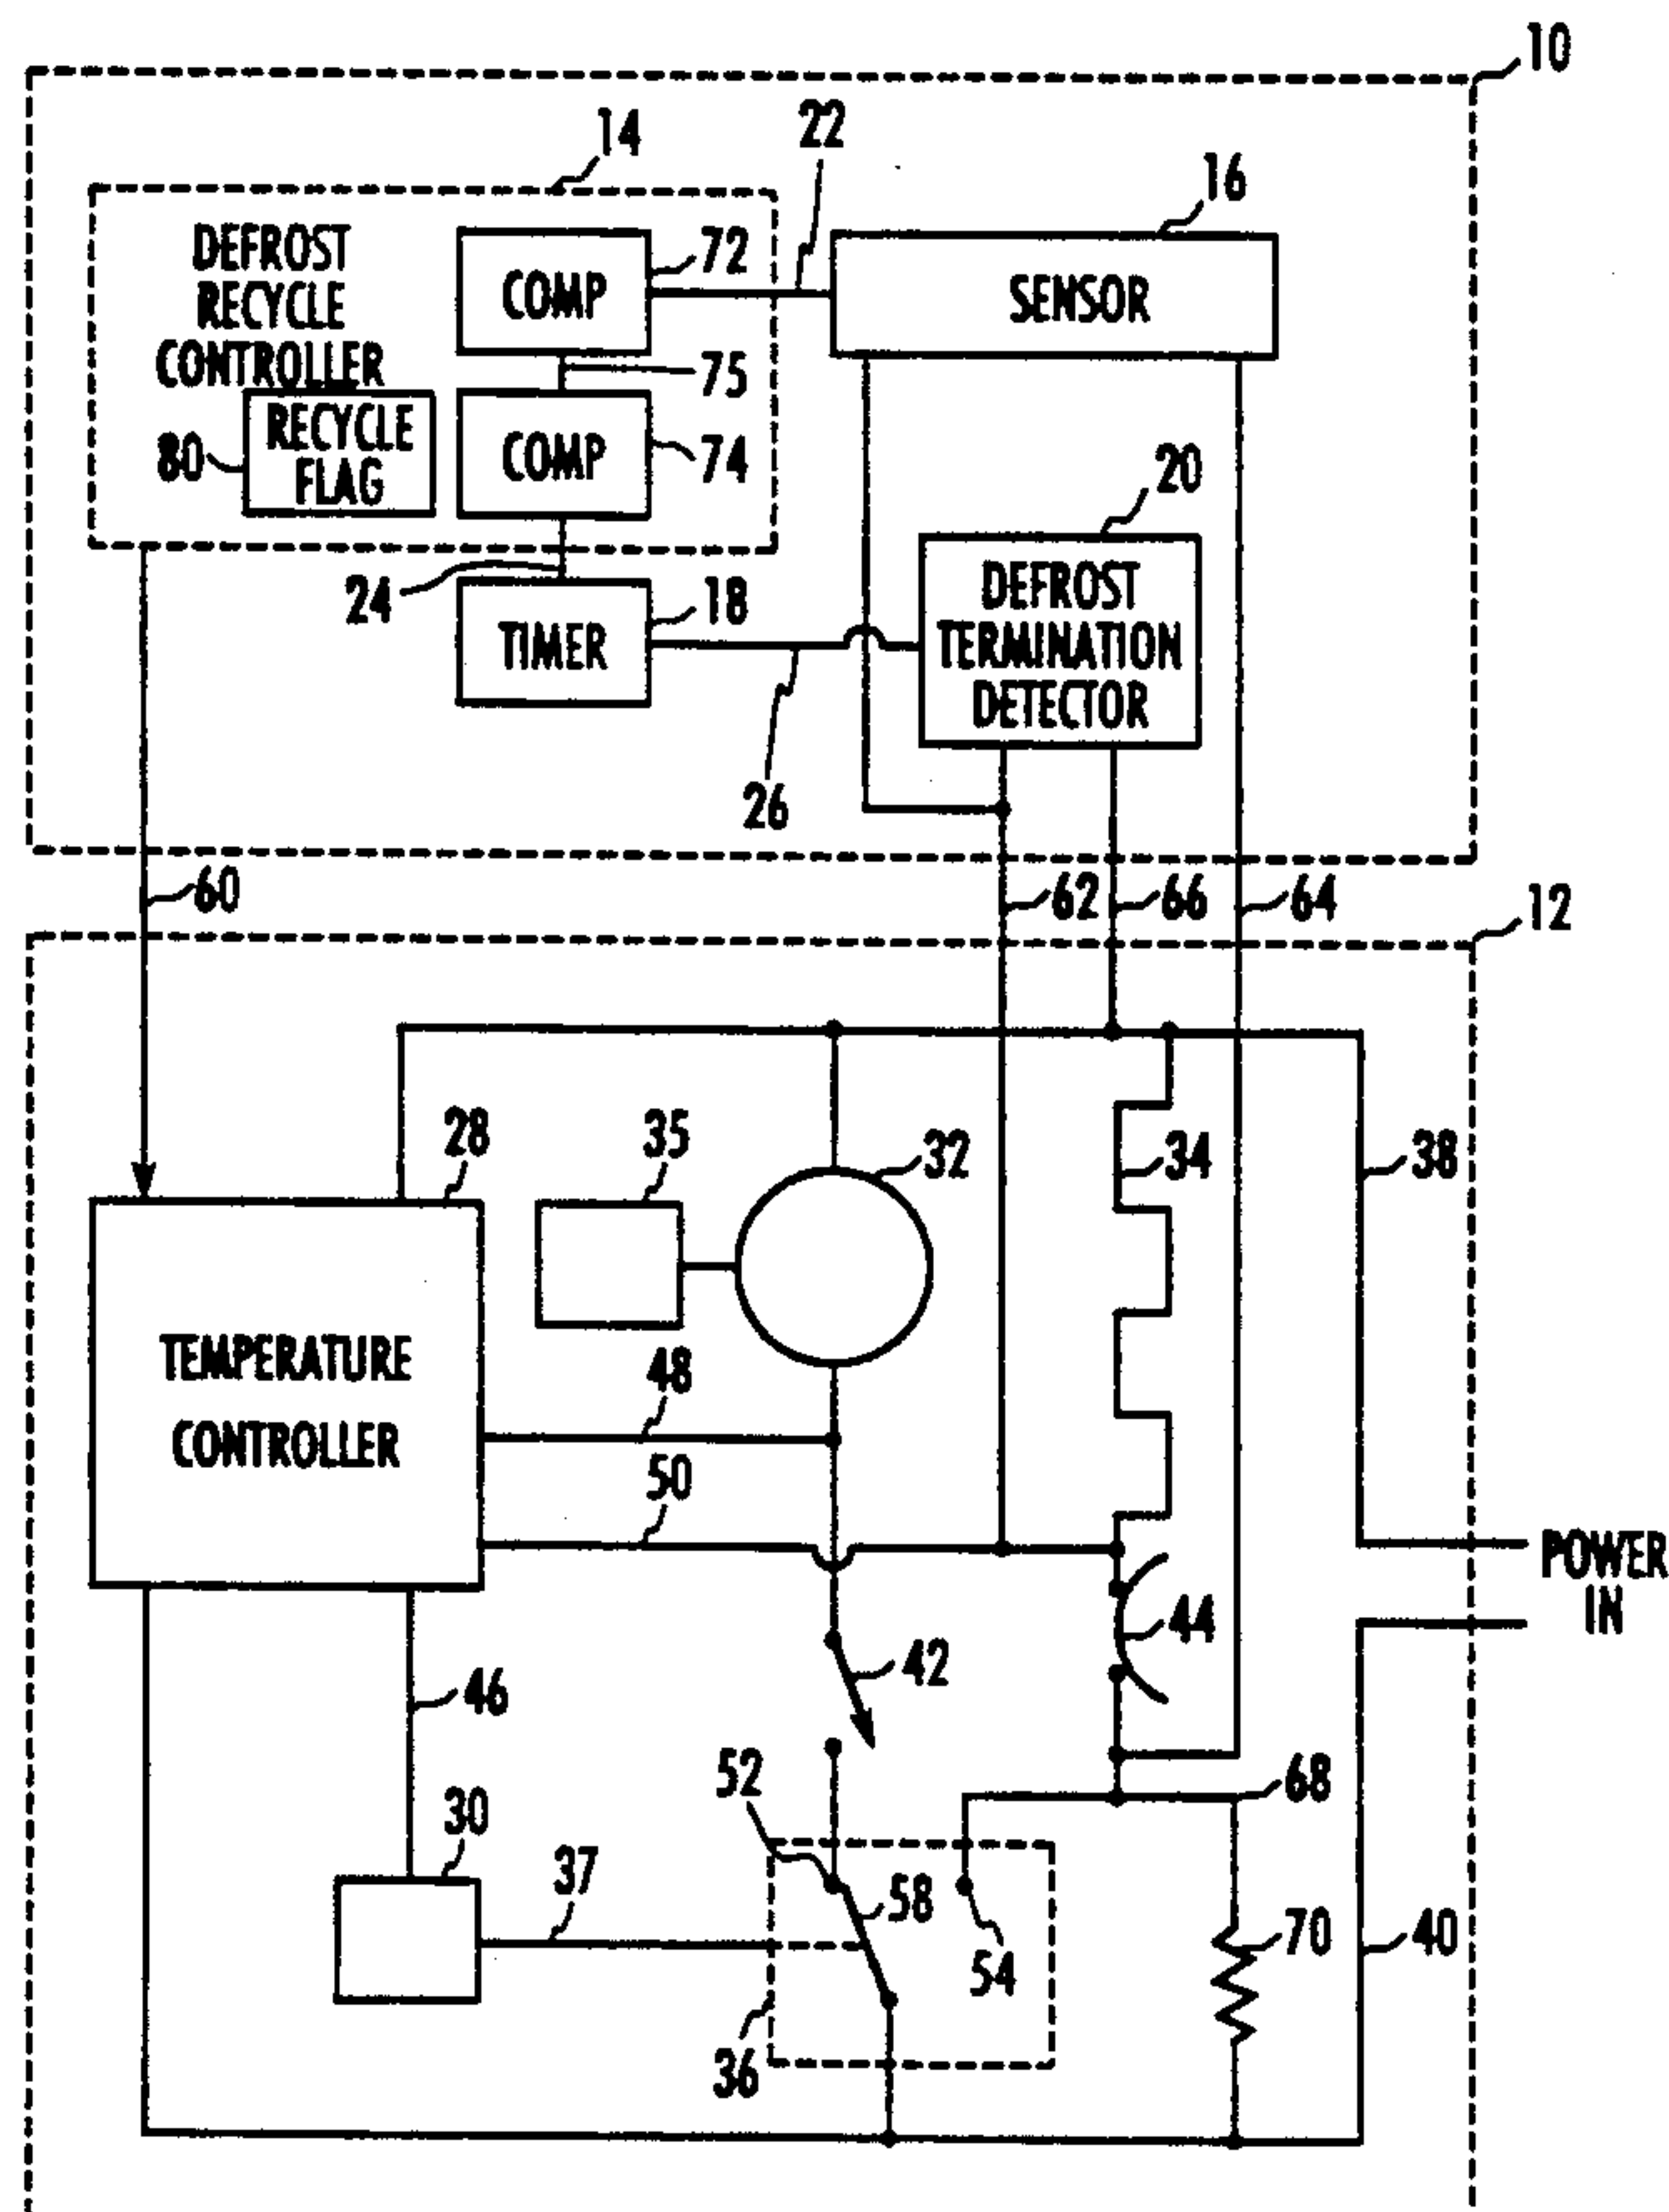 10
14
22
16
DEFROST
RECYCLE
CONTROLLER
COMP
72
SENSOR
75
RECYCLE
FLAG
80
COMP
74
20
24
TIMER
18
DEFROST
TERMINATION
DETECTOR
26
60
62
66
64
12
28
35
32
34
38
TEMPERATURE
CONTROLLER
48
50
POWER
IN
44
42
46
52
68
30
37
58
54
70
40
36